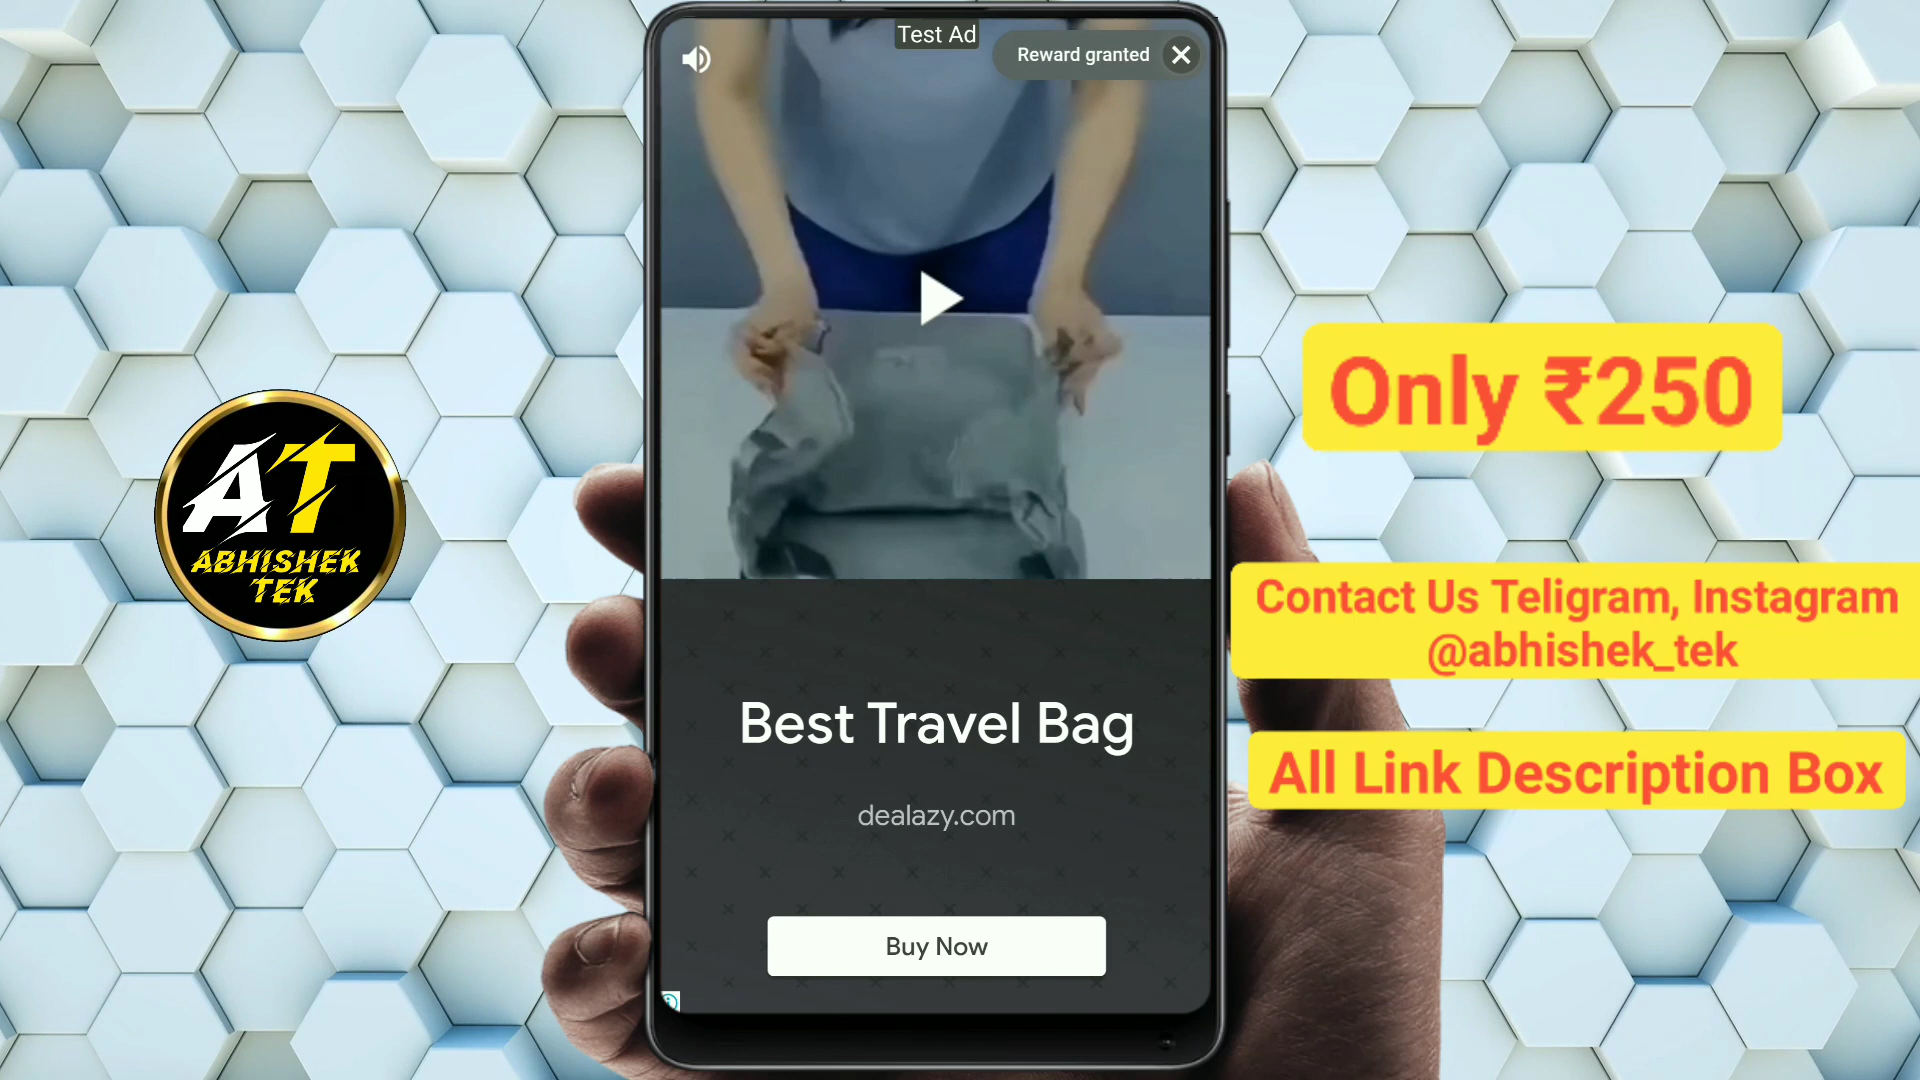 Test Ad
Reward granted
AT
ABHISHEK
TEK
Only ₹250
Contact Us Teligram, Instagram
@abhishek_tek
All Link Description Box
Best Travel Bag
dealazy.com
Buy Now